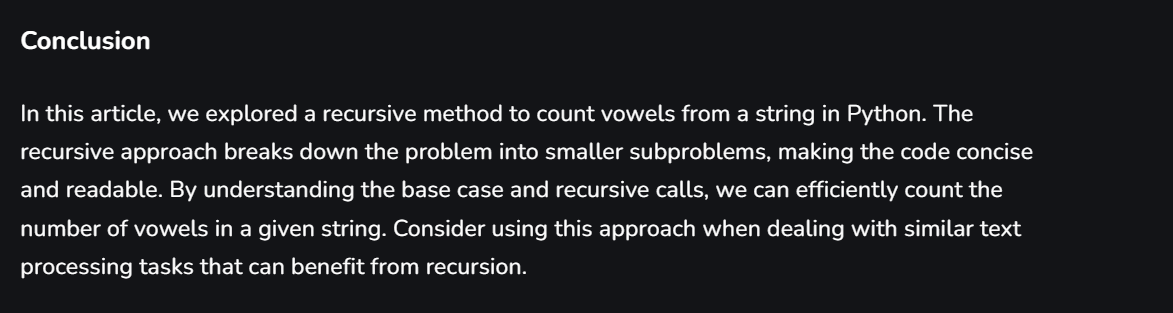 Conclusion
In this article, we explored a recursive method to count vowels from a string in Python. The
recursive approach breaks down the problem into smaller subproblems, making the code concise
and readable. By understanding the base case and recursive calls, we can efficiently count the
number of vowels in a given string. Consider using this approach when dealing with similar text
processing tasks that can benefit from recursion.